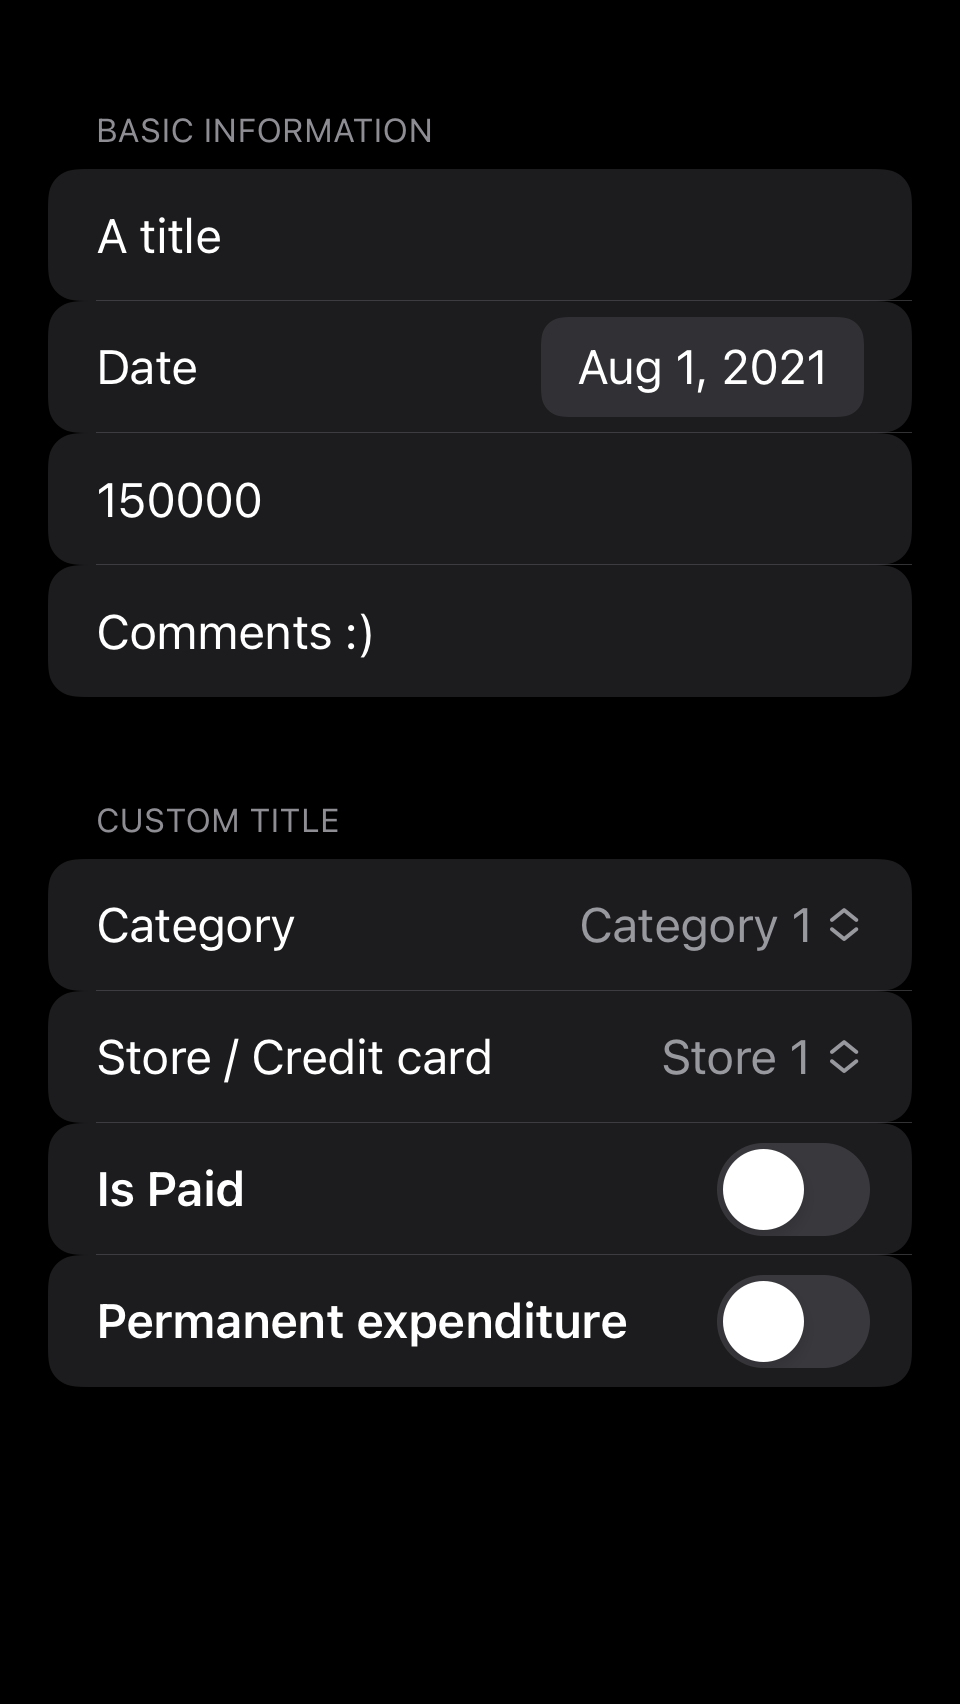 BASIC INFORMATION
A title
Date Aug 1, 2021
150000
Comments :)
CUSTOM TITLE
Category Category 1
Store / Credit card Store 1
Is Paid
Permanent expenditure